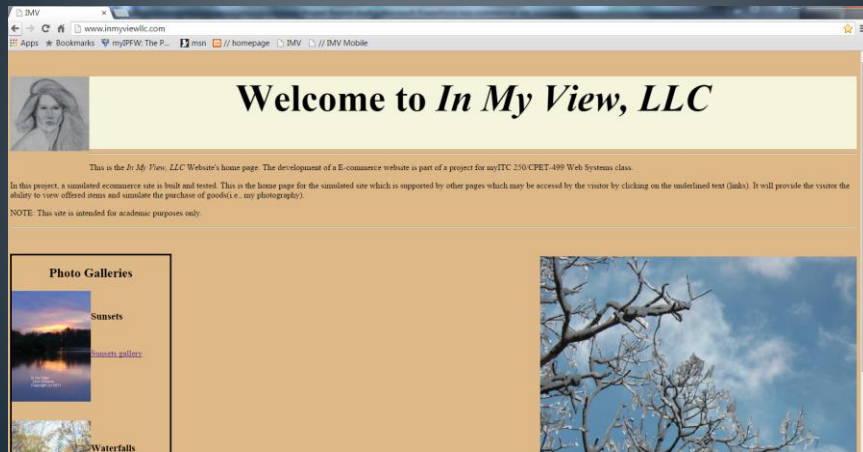 IMV
www.inmyviewllc.com
Apps Bookmarks myIPFW: The P... msn // homepage IMV // IMV Mobile
Welcome to In My View, LLC
This is the In My View, LLC Website's home page. The development of a E-commerce website is part of a project for myITC 250/CPET-499 Web Systems class.
In this project, a simulated ecommerce site is built and tested. This is the home page for the simulated site which is supported by other pages which may be accessd by the visitor by clicking on the underlined text (links). It will provide the visitor the
ability to view offered items and simulate the purchase of goods(i.e., my photography).
NOTE: This site is intended for academic purposes only.
Photo Galleries
Sunsets
Sunsets gallery
In My View
Copyright (c) 2011
Waterfalls